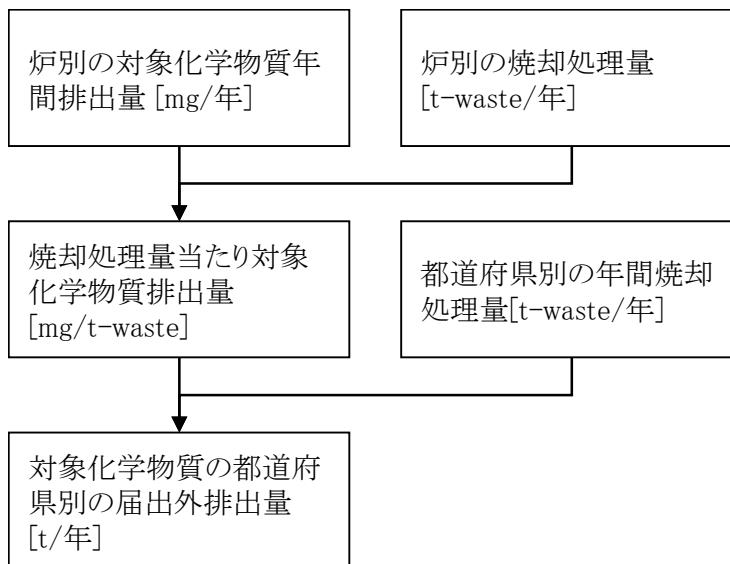 炉別の対象化学物質年
間排出量 [mg/年]
炉別の焼却処理量
[t-waste/年]
焼却処理量当たり対象
化学物質排出量
[mg/t-waste]
都道府県別の年間焼却
処理量[t-waste/年]
対象化学物質の都道府
県別の届出外排出量
[t/年]